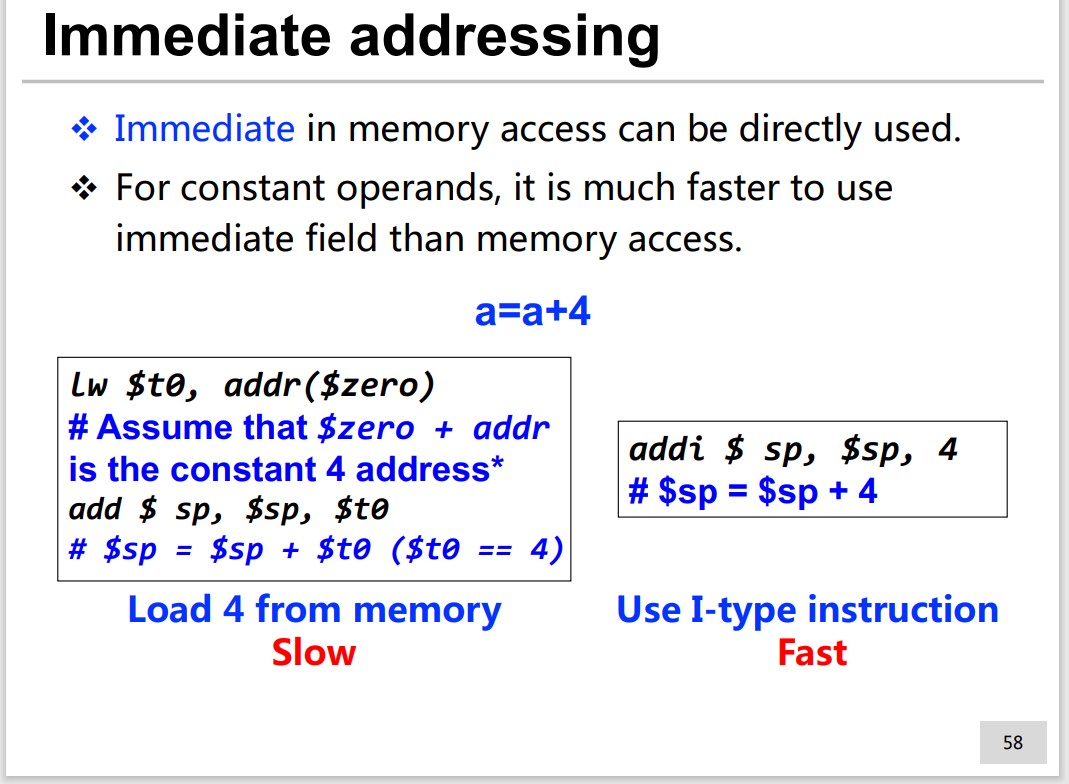 Immediate addressing
❖ Immediate in memory access can be directly used.
❖ For constant operands, it is much faster to use
immediate field than memory access.
a=a+4
lw $t0, addr($zero)
# Assume that $zero + addr
is the constant 4 address*
add $ sp, $sp, $t0
# $sp = $sp + $t0 ($t0 == 4)
Load 4 from memory
Slow
addi $ sp, $sp, 4
# $sp = $sp + 4
Use I-type instruction
Fast
58